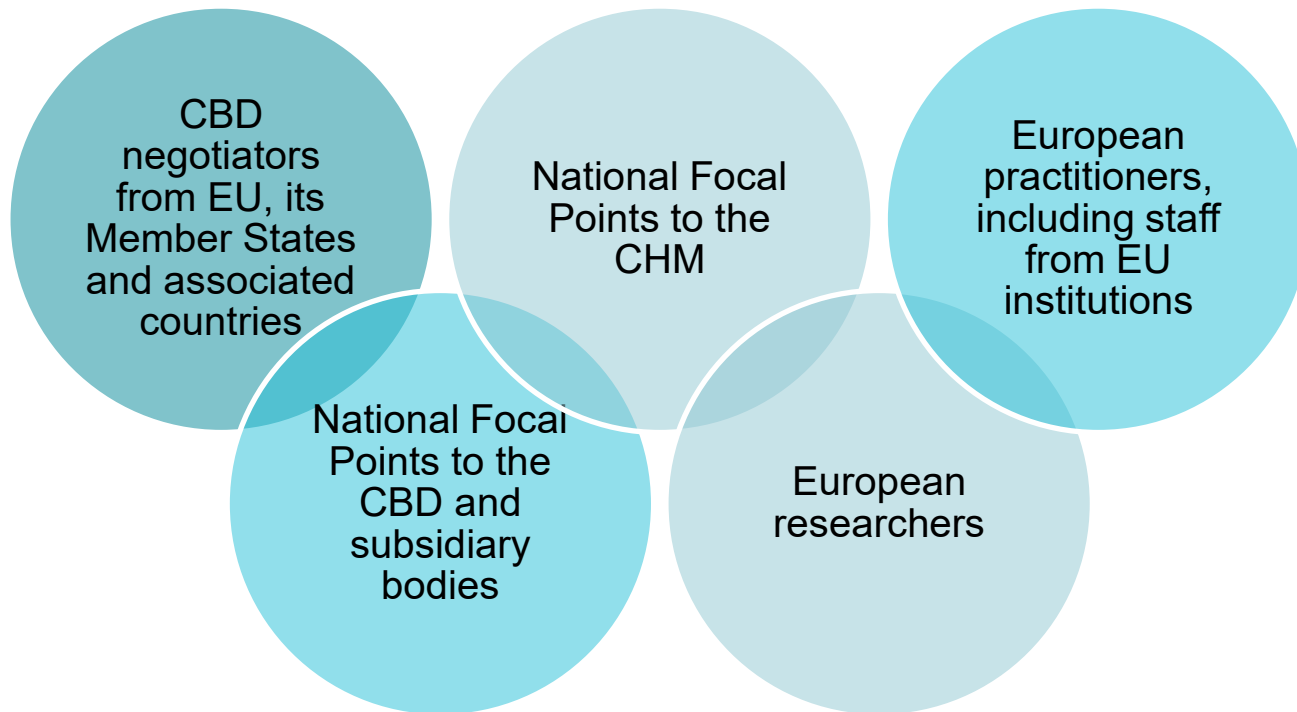 CBD
negotiators
from EU, its
Member States
and associated
countries
National Focal
Points to the
CHM
European
practitioners,
including staff
from EU
institutions
National Focal
Points to the
CBD and
subsidiary
bodies
European
researchers